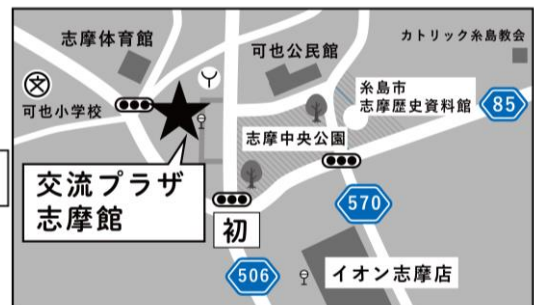 志摩体育館
可也公民館
カトリック糸島教会
文
可也小学校
糸島市
志摩歴史資料館
85
志摩中央公園
交流プラザ
志摩館
初
570
506
イオン志摩店